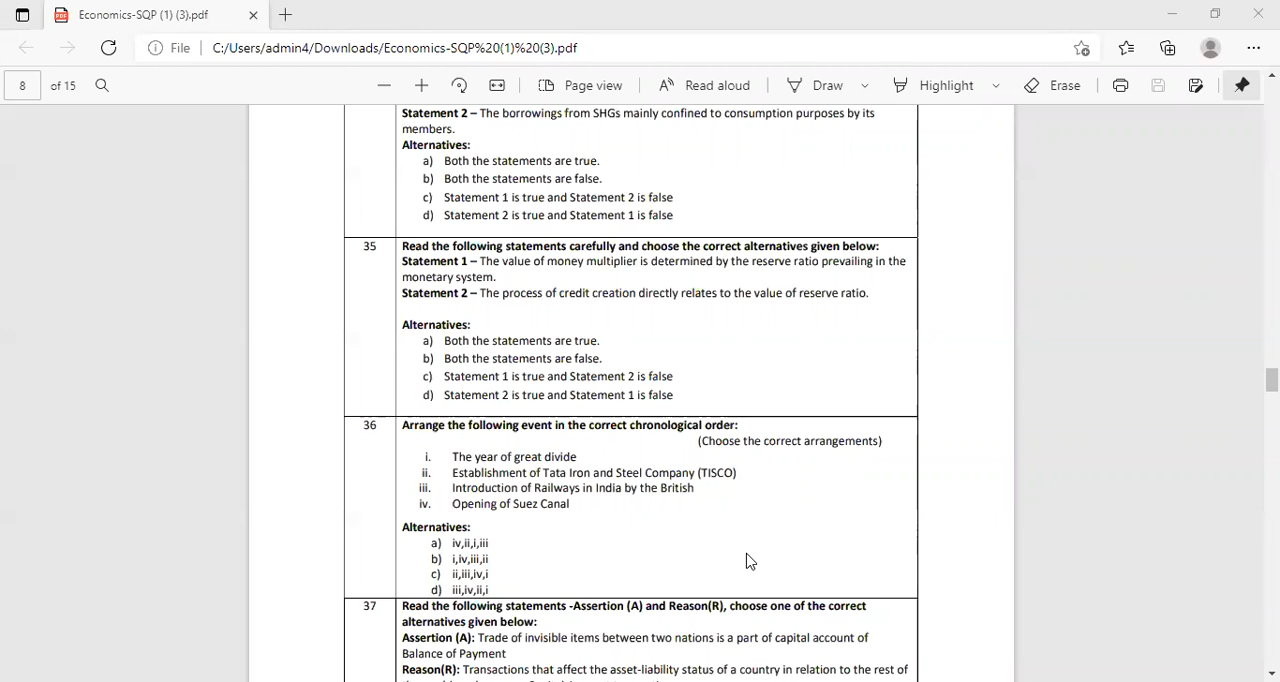 Economics-SQP (1) (3).pdf
File C:/Users/admin4/Downloads/Economics-SQP%20(1)%20(3).pdf
8 of 15 Page view Read aloud Draw Highlight Erase
Statement 2 – The borrowings from SHGs mainly confined to consumption purposes by its
members.
Alternatives:
a) Both the statements are true.
b) Both the statements are false.
c) Statement 1 is true and Statement 2 is false
d) Statement 2 is true and Statement 1 is false
35 Read the following statements carefully and choose the correct alternatives given below:
Statement 1 – The value of money multiplier is determined by the reserve ratio prevailing in the
monetary system.
Statement 2 – The process of credit creation directly relates to the value of reserve ratio.
Alternatives:
a) Both the statements are true.
b) Both the statements are false.
c) Statement 1 is true and Statement 2 is false
d) Statement 2 is true and Statement 1 is false
36 Arrange the following event in the correct chronological order:
(Choose the correct arrangements)
i. The year of great divide
ii. Establishment of Tata Iron and Steel Company (TISCO)
iii. Introduction of Railways in India by the British
iv. Opening of Suez Canal
Alternatives:
a) iv,ii,i,iii
b) i,iv,iii,ii
c) ii,iii,iv,i
d) iii,iv,ii,i
37 Read the following statements -Assertion (A) and Reason(R), choose one of the correct
alternatives given below:
Assertion (A): Trade of invisible items between two nations is a part of capital account of
Balance of Payment
Reason(R): Transactions that affect the asset-liability status of a country in relation to the rest of